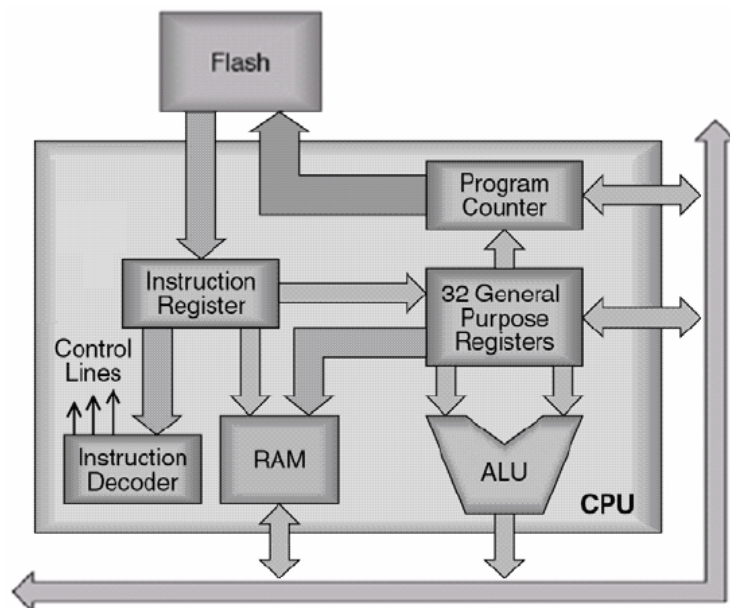 Flash
Program
Counter
Instruction
Register
32 General
Purpose
Registers
Control
Lines
Instruction
Decoder
RAM
ALU
CPU